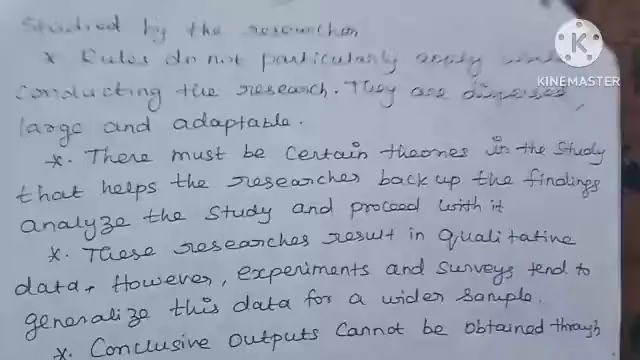 studied by the researcher
* Rules do not particularly apply while
conducting the research. They are
large and adaptable.
*. There must be certain theories in the study
that helps the researcher back up the findings
analyze the study and proceed with it
*. These researches result in qualitative
data. However, experiments and surveys tend to
generalize this data for a wider sample.
*. Conclusive Outputs cannot be obtained through
K
KINEMASTER